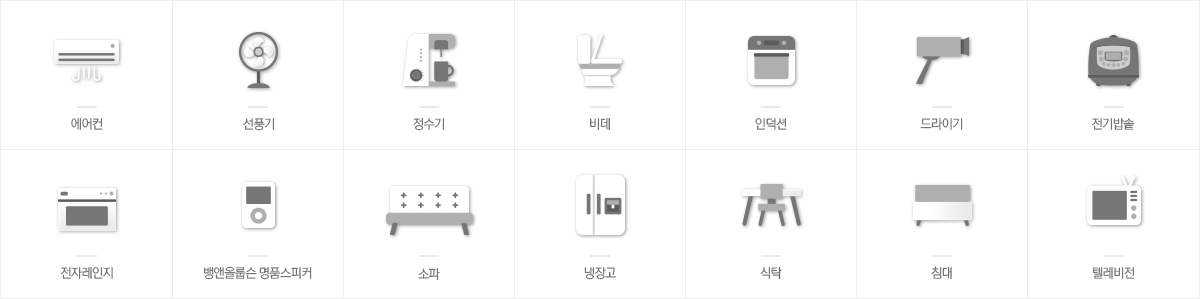 에어컨
선풍기
정수기
비데
인덕션
드라이기
전기밥솥
전자레인지
뱅앤올룹슨 명품스피커
소파
냉장고
식탁
침대
텔레비전